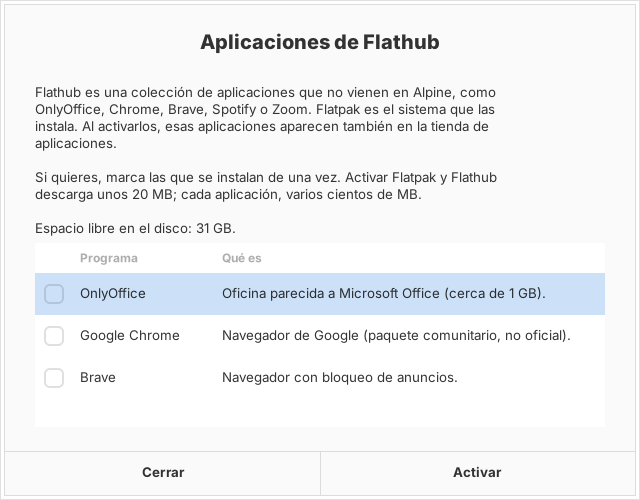 Aplicaciones de Flathub
Flathub es una colección de aplicaciones que no vienen en Alpine, como
OnlyOffice, Chrome, Brave, Spotify o Zoom. Flatpak es el sistema que las
instala. Al activarlos, esas aplicaciones aparecen también en la tienda de
aplicaciones.
Si quieres, marca las que se instalan de una vez. Activar Flatpak y Flathub
descarga unos 20 MB; cada aplicación, varios cientos de MB.
Espacio libre en el disco: 31 GB.
Programa Qué es
OnlyOffice Oficina parecida a Microsoft Office (cerca de 1 GB).
Google Chrome Navegador de Google (paquete comunitario, no oficial).
Brave Navegador con bloqueo de anuncios.
Cerrar Activar